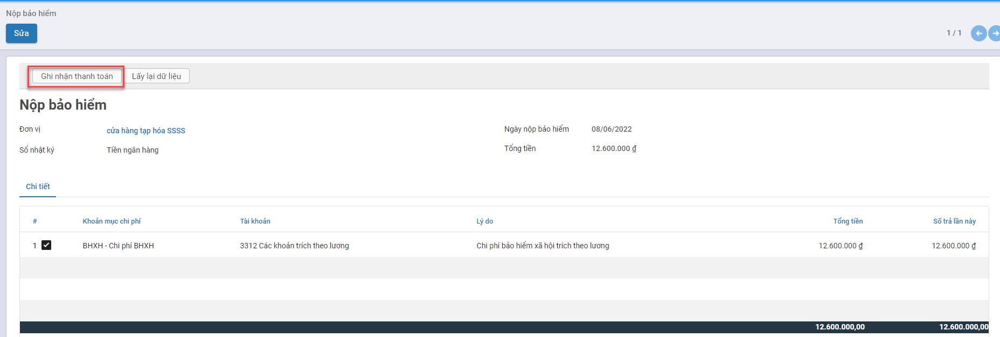 Nộp bảo hiểm
Sửa
1 / 1
Ghi nhận thanh toán Lấy lại dữ liệu
Nộp bảo hiểm
Đơn vị cửa hàng tạp hóa SSSS Ngày nộp bảo hiểm 08/06/2022
Sổ nhật ký Tiền ngân hàng Tổng tiền 12.600.000 ₫
Chi tiết
# Khoản mục chi phí Tài khoản Lý do Tổng tiền Số trả lần này
1 BHXH - Chi phí BHXH 3312 Các khoản trích theo lương Chi phí bảo hiểm xã hội trích theo lương 12.600.000 ₫ 12.600.000 ₫
12.600.000,00 12.600.000,00